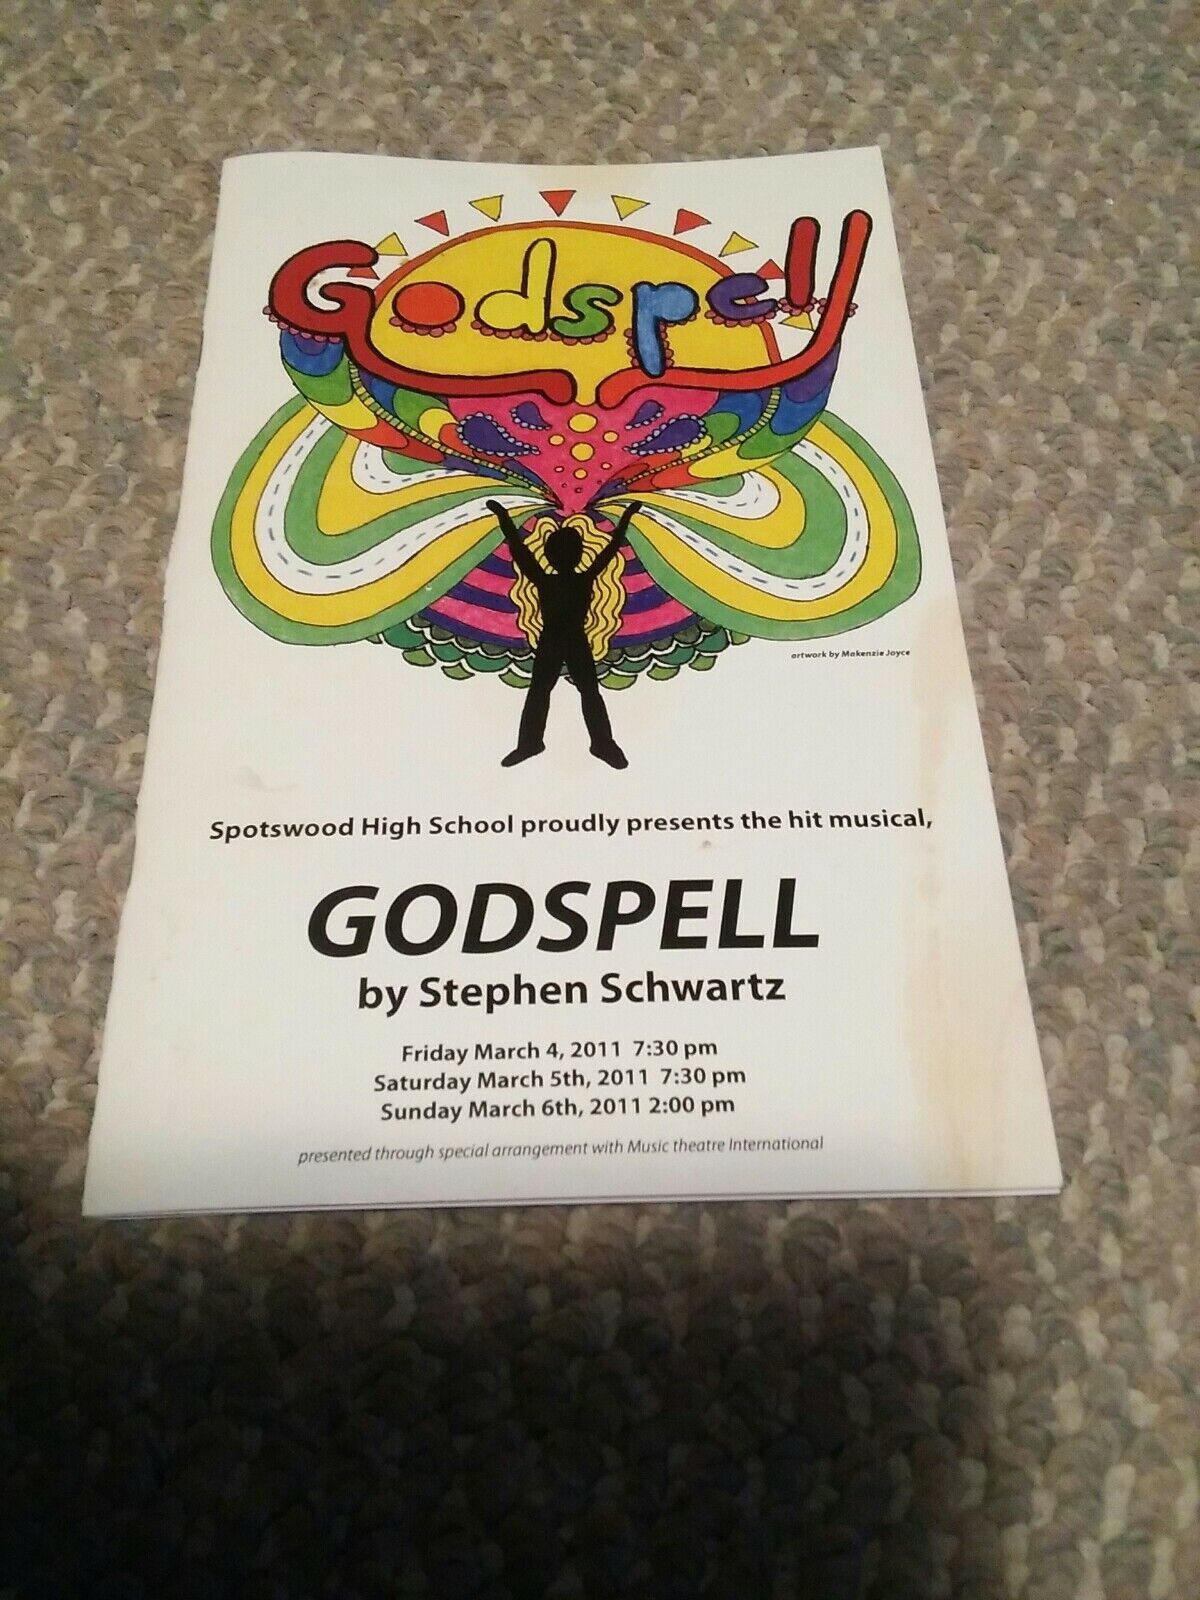 Godspell
artwork by Makenzie Joyce
Spotswood High School proudly presents the hit musical,
GODSPELL
by Stephen Schwartz
Friday March 4, 2011 7:30 pm
Saturday March 5th, 2011 7:30 pm
Sunday March 6th, 2011 2:00 pm
presented through special arrangement with Music theatre International